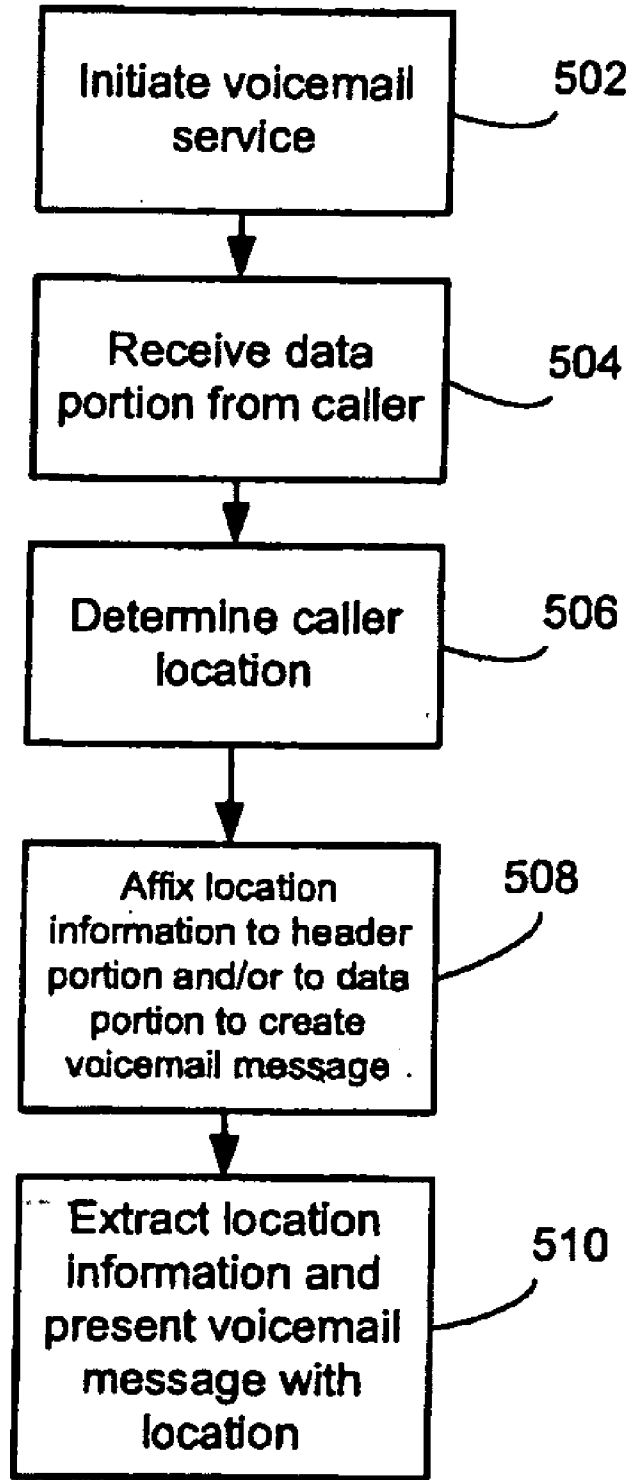 Initiate voicemail
service
502
Receive data
portion from caller
504
Determine caller
location
506
Affix location
information to header
portion and/or to data
portion to create
voicemail message
508
Extract location
information and
present voicemail
message with
location
510